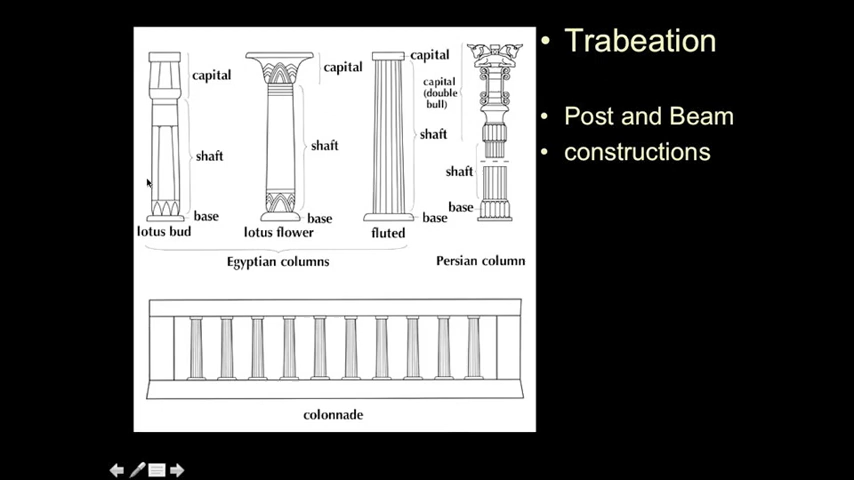 capital
shaft
base
lotus bud
capital
shaft
base
lotus flower
capital
shaft
base
fluted
capital
(double
bull)
shaft
base
Persian column
Egyptian columns
colonnade
• Trabeation
• Post and Beam
• constructions